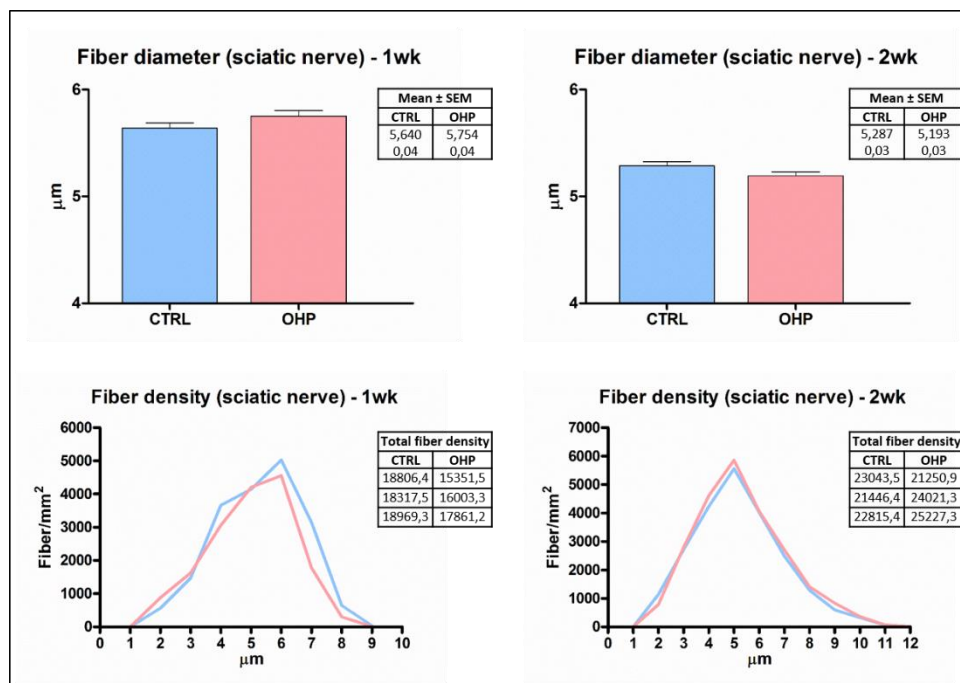 Fiber diameter (sciatic nerve) - 1wk
6
5
4
μm
CTRL
OHP
Mean ± SEM
CTRL OHP
5,640 5,754
0,04 0,04
Fiber diameter (sciatic nerve) - 2wk
6
5
4
μm
CTRL
OHP
Mean ± SEM
CTRL OHP
5,287 5,193
0,03 0,03
Fiber density (sciatic nerve) - 1wk
6000
5000
4000
3000
2000
1000
0
Fiber/mm²
0 1 2 3 4 5 6 7 8 9 10
μm
Total fiber density
CTRL OHP
18806,4 15351,5
18317,5 16003,3
18969,3 17861,2
Fiber density (sciatic nerve) - 2wk
7000
6000
5000
4000
3000
2000
1000
0
Fiber/mm²
0 1 2 3 4 5 6 7 8 9 10 11 12
μm
Total fiber density
CTRL OHP
23043,5 21250,9
21446,4 24021,3
22815,4 25227,3